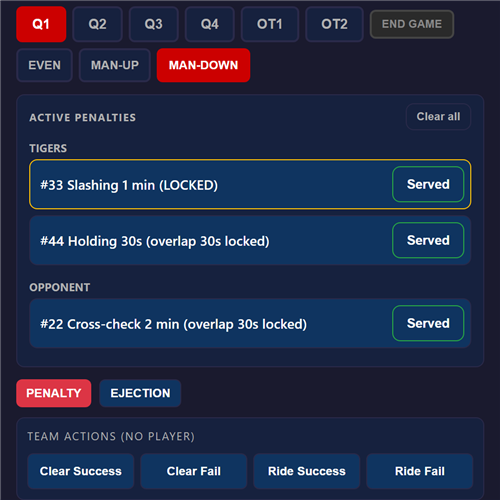 Q1 Q2 Q3 Q4 OT1 OT2 END GAME
EVEN MAN-UP MAN-DOWN
ACTIVE PENALTIES Clear all
TIGERS
#33 Slashing 1 min (LOCKED) Served
#44 Holding 30s (overlap 30s locked) Served
OPPONENT
#22 Cross-check 2 min (overlap 30s locked) Served
PENALTY EJECTION
TEAM ACTIONS (NO PLAYER)
Clear Success Clear Fail Ride Success Ride Fail